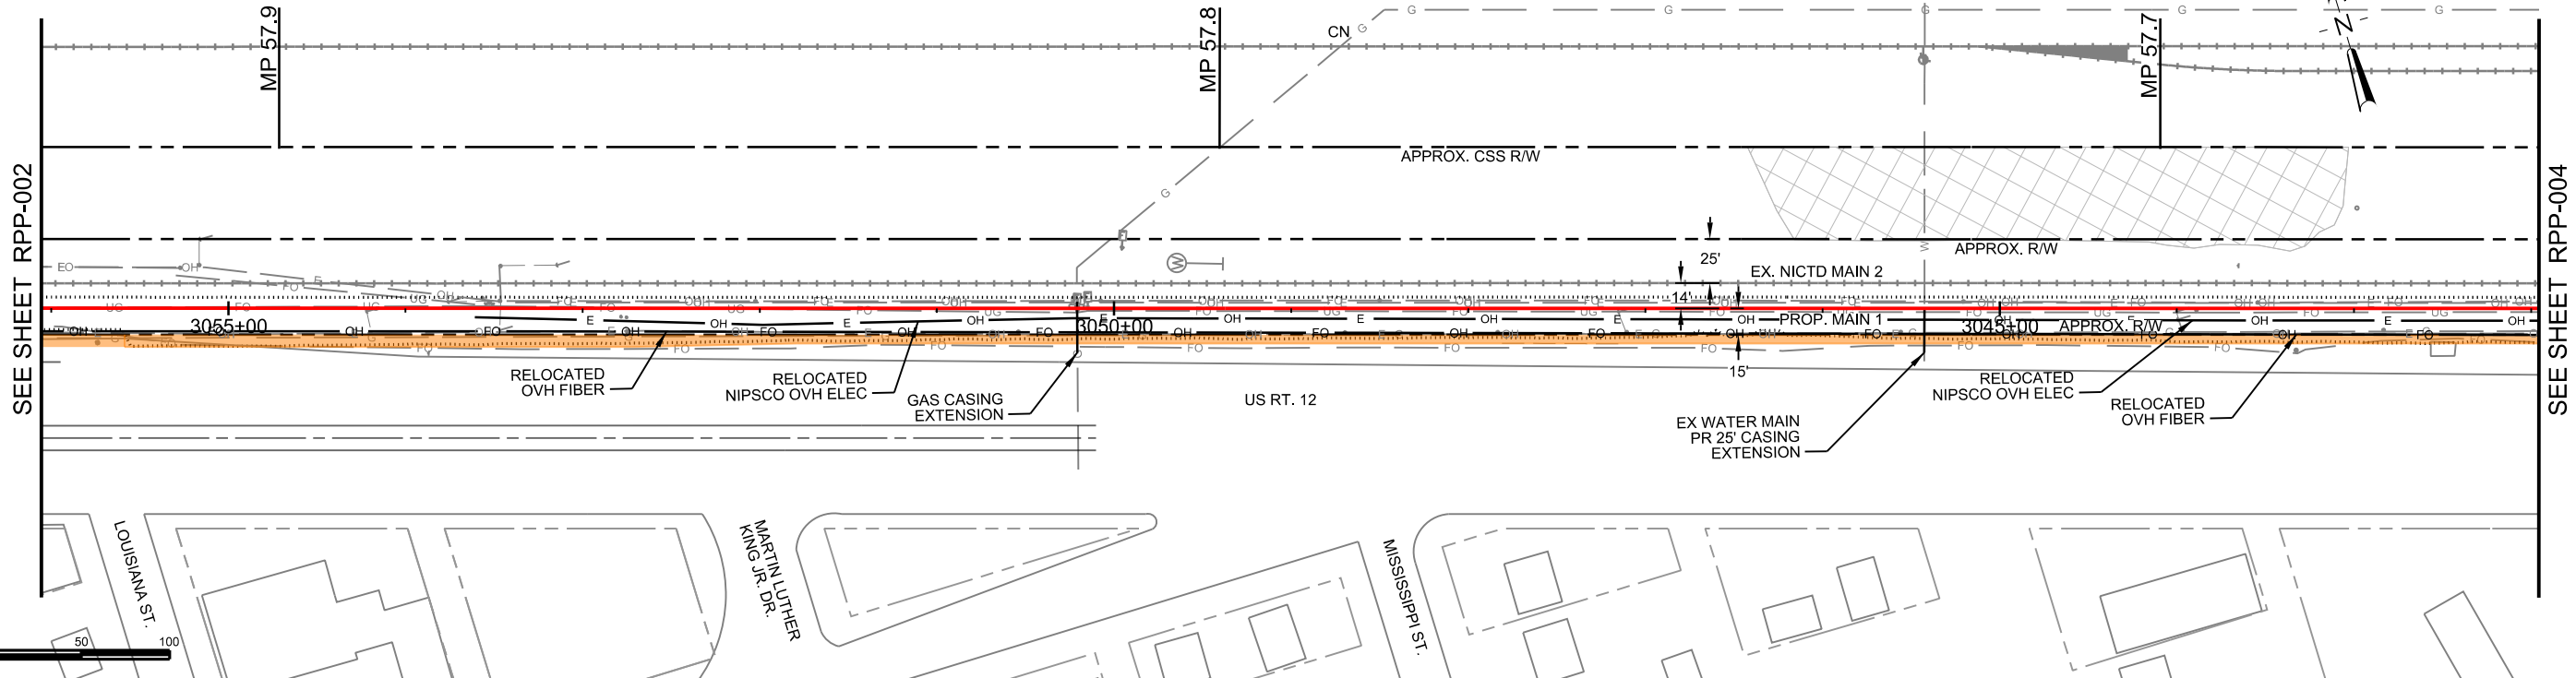 MP 57.9
MP 57.8
CN
G
G
G
G
G
G
MP 57.7
N
SEE SHEET RPP-002
SEE SHEET RPP-004
APPROX. CSS R/W
G
APPROX. R/W
25'
EX. NICTD MAIN 2
14'
W
EO
OH
E
FO
OH
3055+00
3050+00
3045+00
PROP. MAIN 1
APPROX. R/W
15'
RELOCATED
OVH FIBER
RELOCATED
NIPSCO OVH ELEC
GAS CASING
EXTENSION
US RT. 12
EX WATER MAIN
PR 25' CASING
EXTENSION
RELOCATED
NIPSCO OVH ELEC
RELOCATED
OVH FIBER
LOUISIANA ST.
MARTIN LUTHER
KING JR. DR.
MISSISSIPPI ST.
50
100